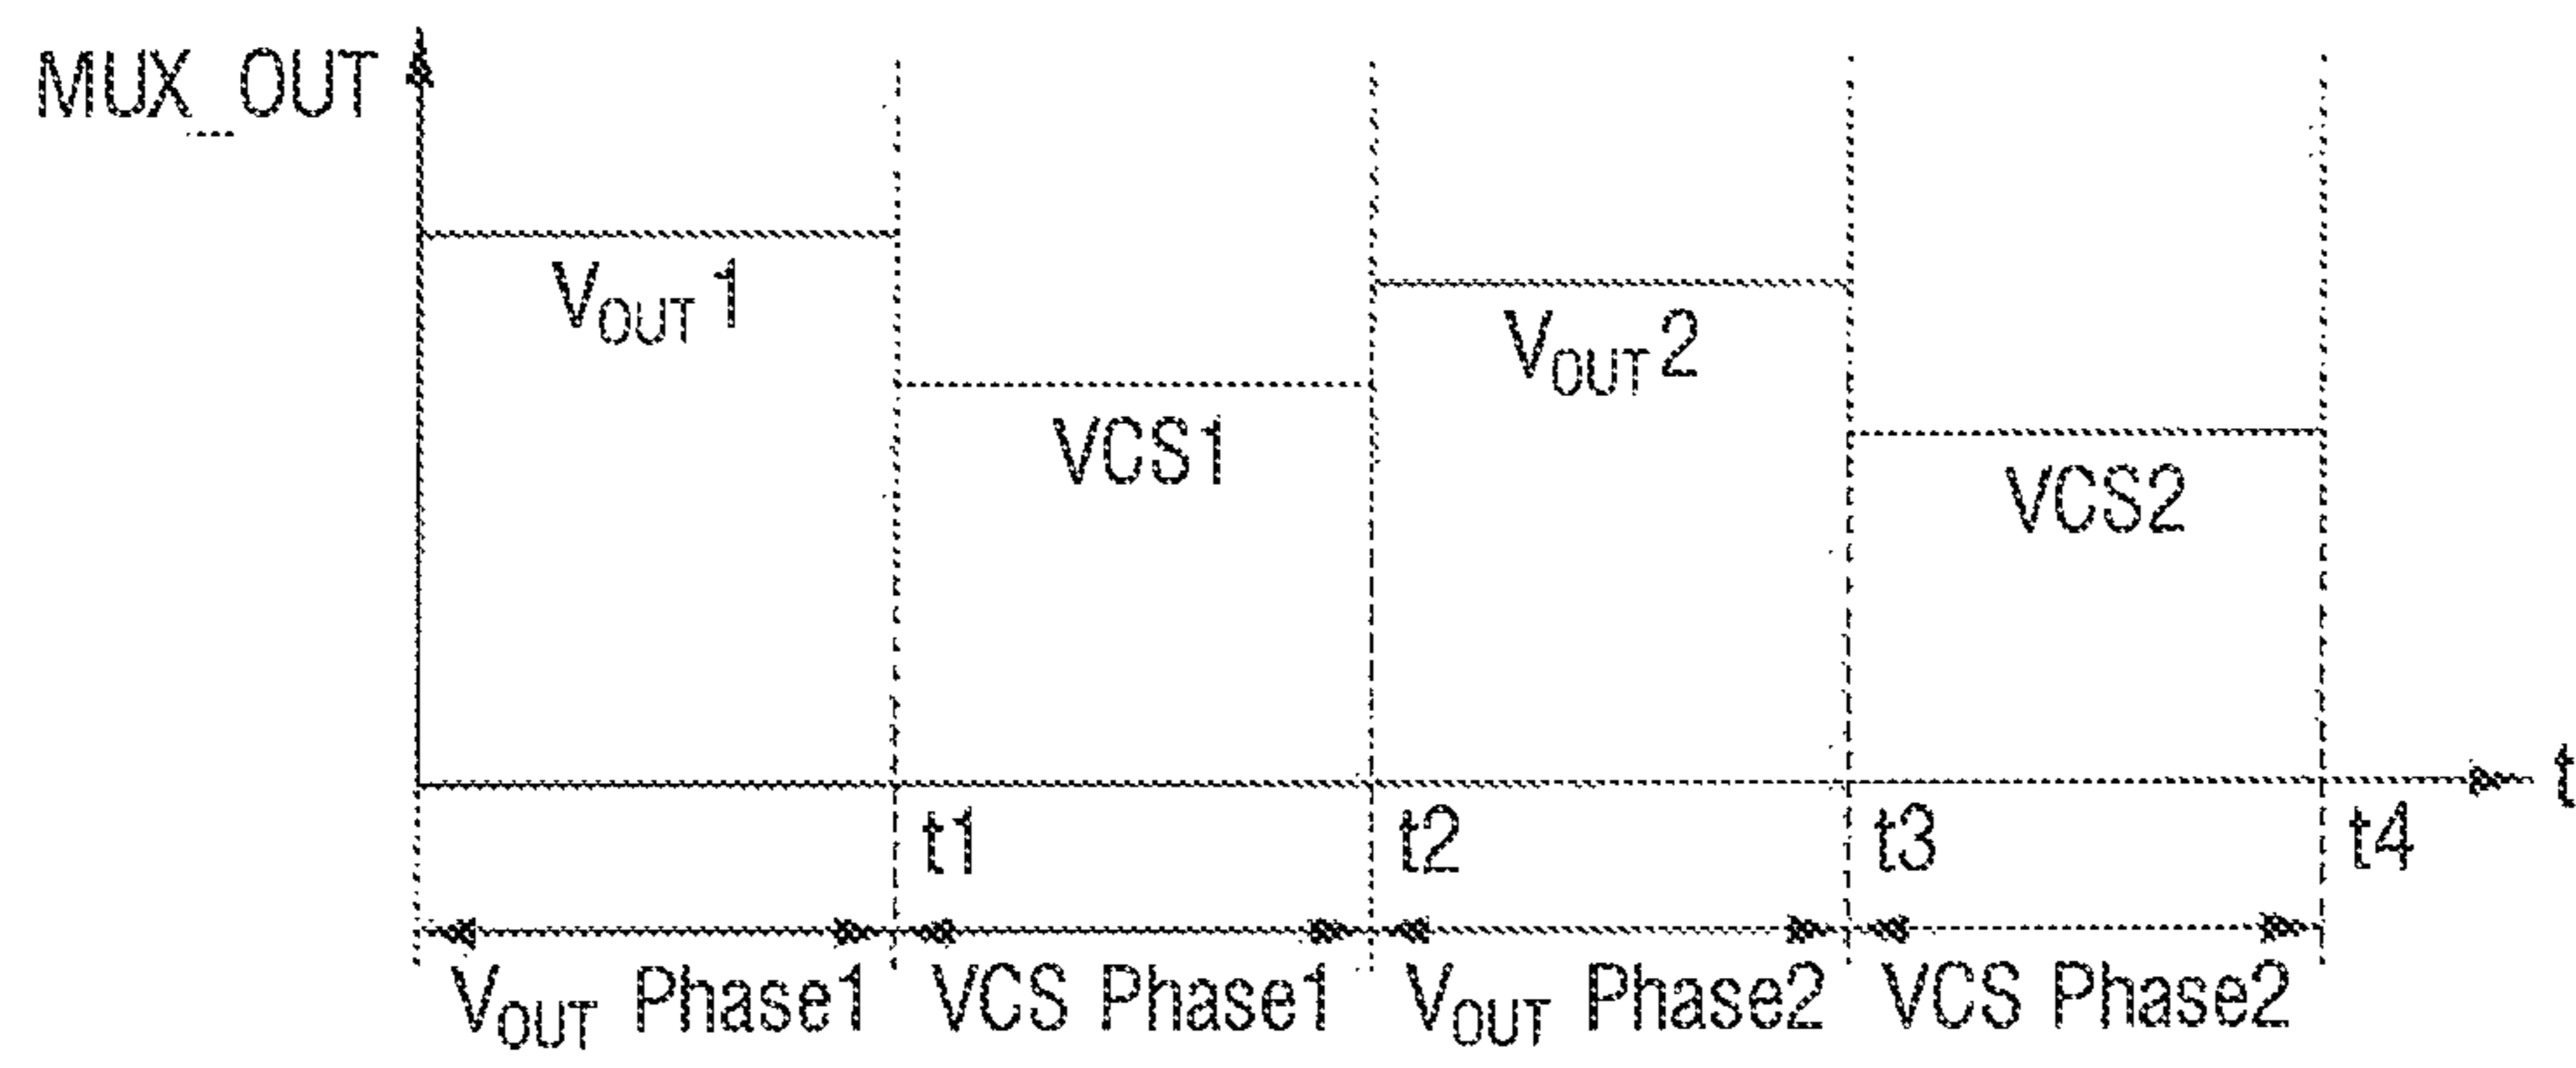 MUX_OUT
VOUT1
VCS1
VOUT2
VCS2
t
t1
t2
t3
t4
VOUT Phase1
VCS Phase1
VOUT Phase2
VCS Phase2